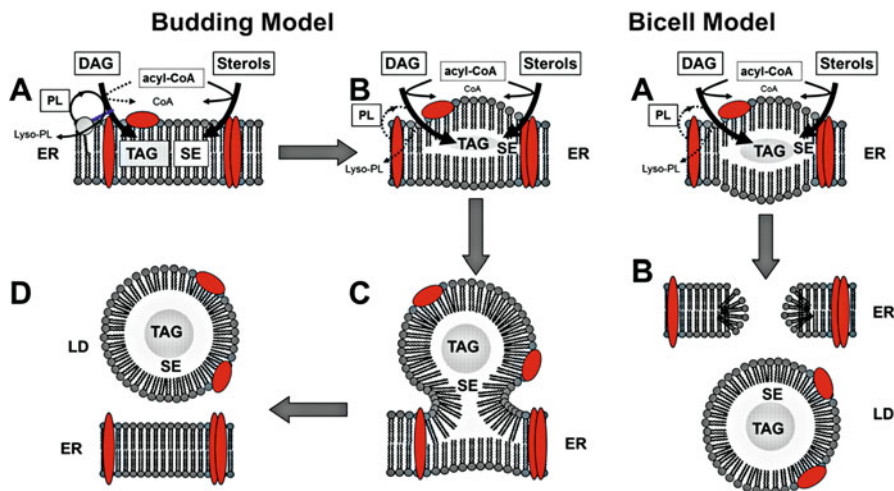 Budding Model
Bicell Model
A
DAG
Sterols
acyl-CoA
CoA
PL
Lyso-PL
ER
TAG
SE
B
DAG
Sterols
acyl-CoA
CoA
PL
Lyso-PL
TAG
SE
ER
A
DAG
Sterols
acyl-CoA
CoA
PL
Lyso-PL
TAG
SE
ER
D
LD
TAG
SE
ER
C
TAG
SE
ER
B
ER
SE
TAG
LD